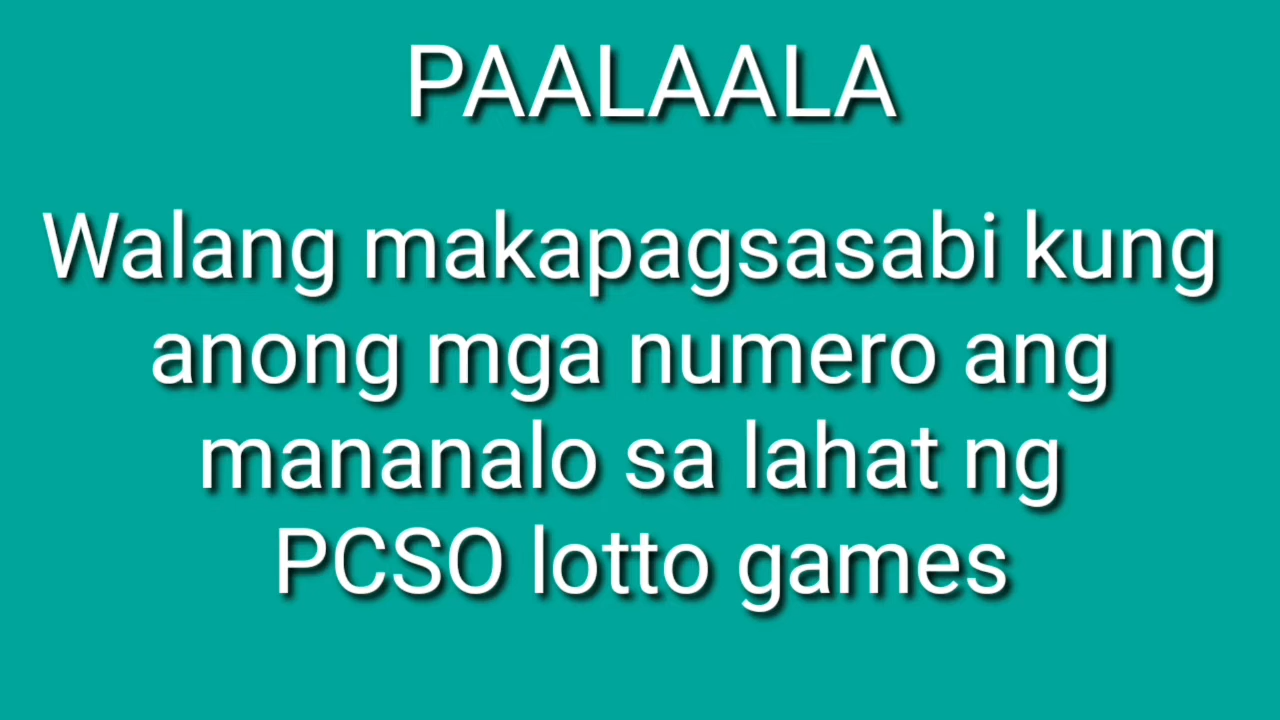 PAALAALA
Walang makapagsasabi kung
anong mga numero ang
mananalo sa lahat ng
PCSO lotto games